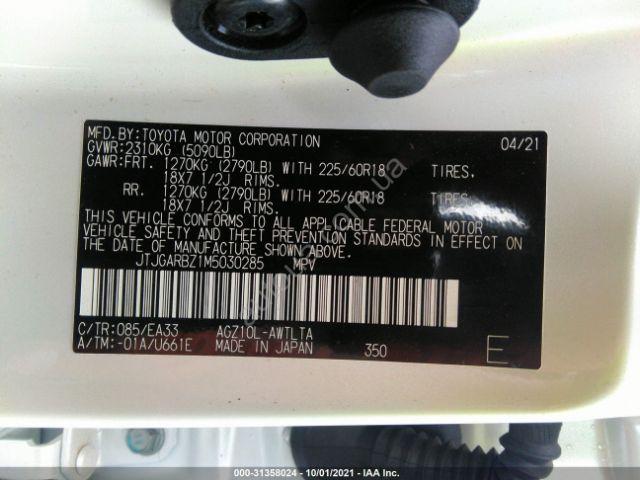 MFD.BY:TOYOTA MOTOR CORPORATION 04/21
GVWR:2310KG (5090LB)
GAWR:FRT. 1270KG (2790LB) WITH 225/60R18 TIRES.
18X7 1/2J RIMS.
RR. 1270KG (2790LB) WITH 225/60R18 TIRES.
18X7 1/2J RIMS.
THIS VEHICLE CONFORMS TO ALL APPLICABLE FEDERAL MOTOR
VEHICLE SAFETY AND THEFT PREVENTION STANDARDS IN EFFECT ON
THE DATE OF MANUFACTURE SHOWN ABOVE.
JTJGARBZ1M5030285 MPV
C/TR:085/EA33 AGZ10L-AWTLTA
A/TM:-01A/U661E MADE IN JAPAN 350 E
000-31358024 - 10/01/2021 - IAA Inc.